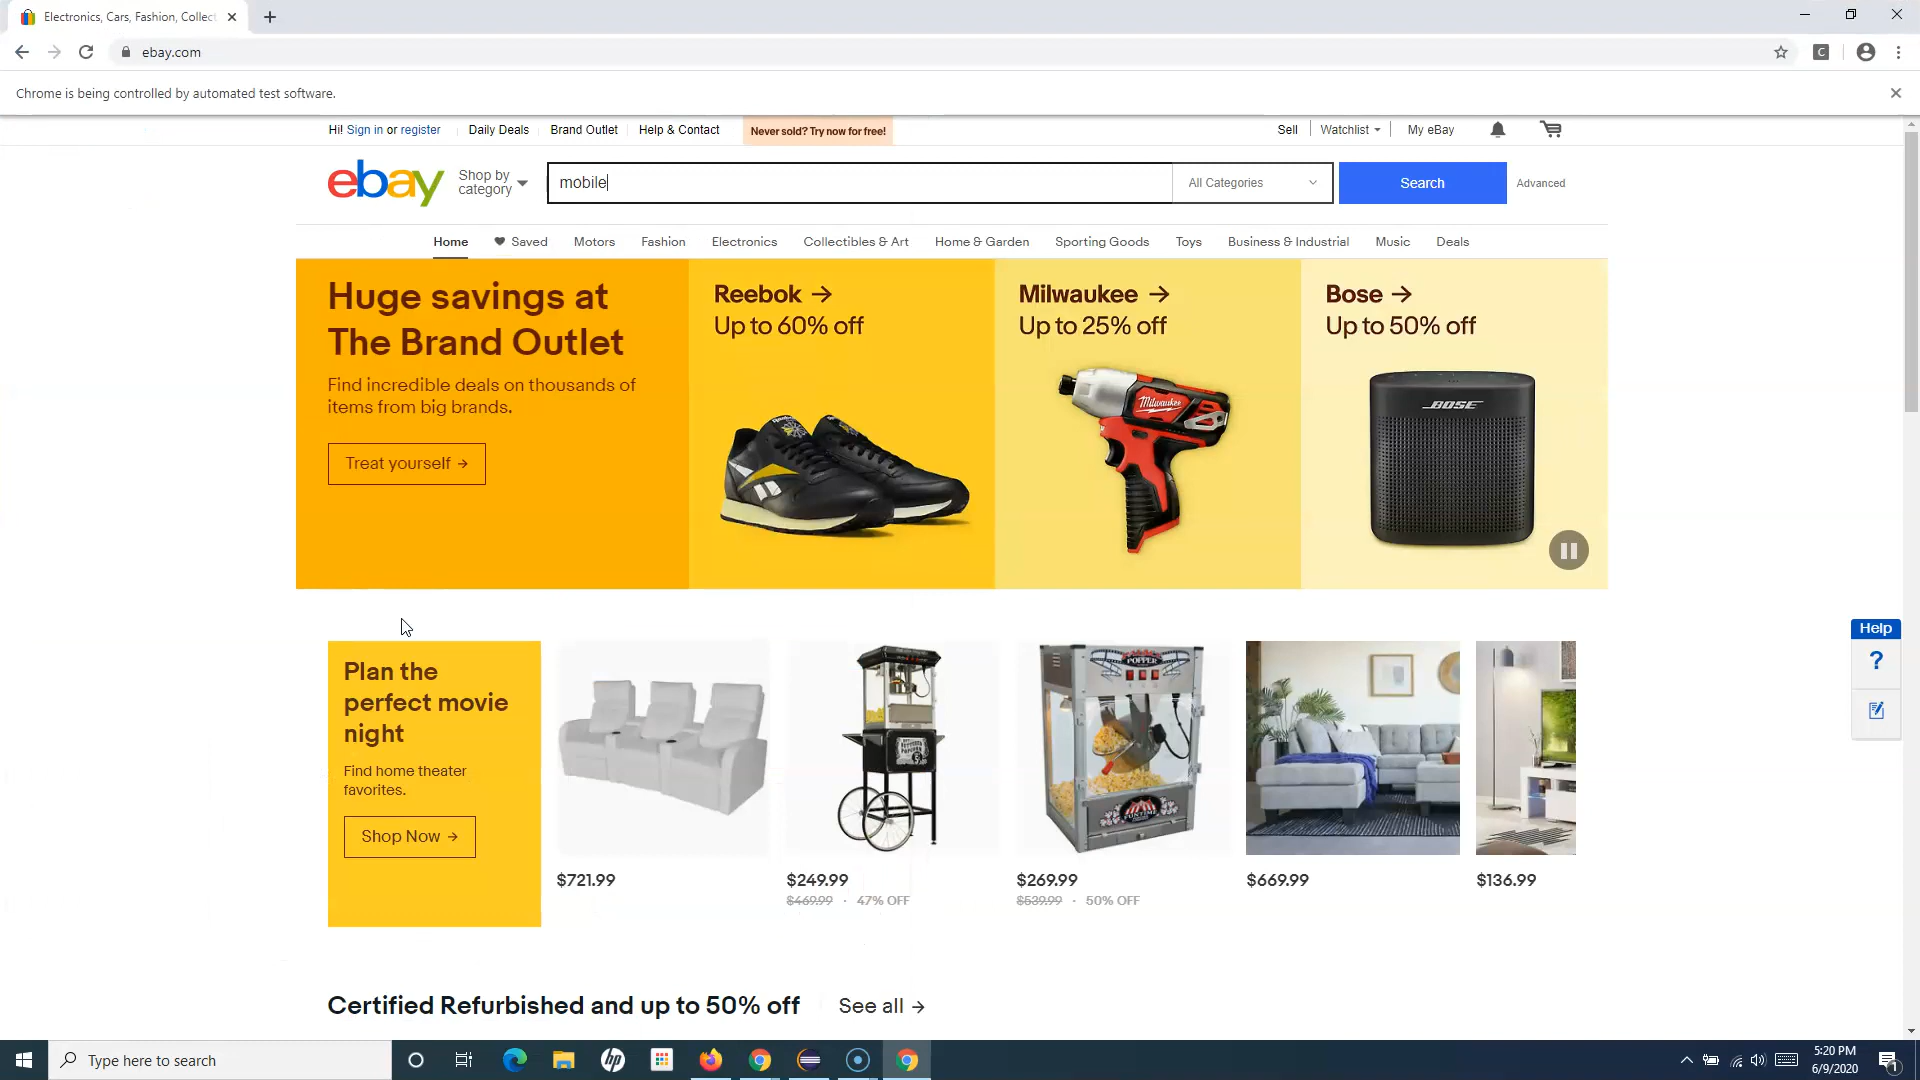 Electronics, Cars, Fashion, Collect
ebay.com
Chrome is being controlled by automated test software.
Hi! Sign in or register
Daily Deals
Brand Outlet
Help & Contact
Never sold? Try now for free!
Sell
Watchlist
My eBay
ebay
Shop by category
mobile
All Categories
Search
Advanced
Home
Saved
Motors
Fashion
Electronics
Collectibles & Art
Home & Garden
Sporting Goods
Toys
Business & Industrial
Music
Deals
Huge savings at
The Brand Outlet
Find incredible deals on thousands of
items from big brands.
Treat yourself →
Reebok →
Up to 60% off
Milwaukee →
Up to 25% off
Milwaukee
Bose →
Up to 50% off
BOSE
Help
?
Plan the
perfect movie
night
Find home theater
favorites.
Shop Now →
POPPER
$721.99
$249.99
$469.99 · 47% OFF
$269.99
$539.99 · 50% OFF
$669.99
$136.99
Certified Refurbished and up to 50% off
See all →
Type here to search
hp
5:20 PM
6/9/2020
1